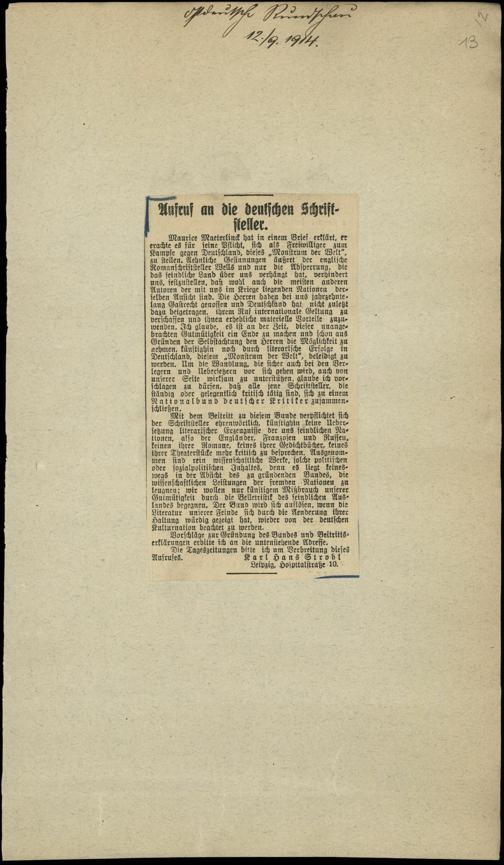 Ostdeutsche Rundschau
12./9. 1914.
13
Aufruf an die deutschen Schrift-
steller.
Maurice Maeterlinck hat in einem Brief erklärt, er
erachte es für seine Pflicht, sich als Freiwilliger zum
Kampfe gegen Deutschland, dieses „Monstrum der Welt",
zu stellen. Aehnliche Gesinnungen äußert der englische
Romanschriftsteller Wells und nur die Absperrung, die
das feindliche Land über uns verhängt hat, verhindert
uns, festzustellen, daß wohl auch die meisten anderen
Autoren der mit uns im Kriege liegenden Nationen der-
selben Ansicht sind. Die Herren haben bei uns jahrzehnte-
lang Gastrecht genossen und Deutschland hat nicht zuletzt
dazu beigetragen, ihrem Ruf internationale Geltung zu
verschaffen und ihnen erhebliche materielle Vorteile zuzu-
wenden. Ich glaube, es ist an der Zeit, dieser unange-
brachten Gutmütigkeit ein Ende zu machen und schon aus
Gründen der Selbstachtung den Herren die Möglichkeit zu
nehmen, künftighin noch durch literarische Erfolge in
Deutschland, diesem „Monstrum der Welt", beleidigt zu
werden. Um die Wandlung, die sicher auch bei den Ver-
legern und Uebersetzern vor sich gehen wird, auch von
unserer Seite wirksam zu unterstützen, glaube ich vor-
schlagen zu dürfen, daß alle jene Schriftsteller, die
ständig oder gelegentlich kritisch tätig sind, sich zu einem
Nationalbund deutscher Kritiker zusammen-
schließen.
Mit dem Beitritt zu diesem Bunde verpflichtet sich
der Schriftsteller ehrenwörtlich, künftighin keine Ueber-
setzung literarischer Erzeugnisse der uns feindlichen Na-
tionen, also der Engländer, Franzosen und Russen,
keinen ihrer Romane, keines ihrer Gedichtbücher, keines
ihrer Theaterstücke mehr kritisch zu besprechen. Ausgenom-
men sind rein wissenschaftliche Werke, solche politischen
oder sozialpolitischen Inhaltes, denn es liegt keines-
wegs in der Absicht des zu gründenden Bundes, die
wissenschaftlichen Leistungen der fremden Nationen zu
leugnen; wir wollen nur künftigem Mißbrauch unserer
Gutmütigkeit durch die Belletristik des feindlichen Aus-
landes begegnen. Der Bund wird sich auflösen, wenn die
Literatur unserer Feinde sich durch die Aenderung ihrer
Haltung würdig gezeigt hat, wieder von der deutschen
Kulturnation beachtet zu werden.
Vorschläge zur Gründung des Bundes und Beitritts-
erklärungen erbitte ich an die untenstehende Adresse.
Die Tageszeitungen bitte ich um Verbreitung dieses
Aufrufes. Karl Hans Strobl
Leipzig, Hospitalstraße 10.